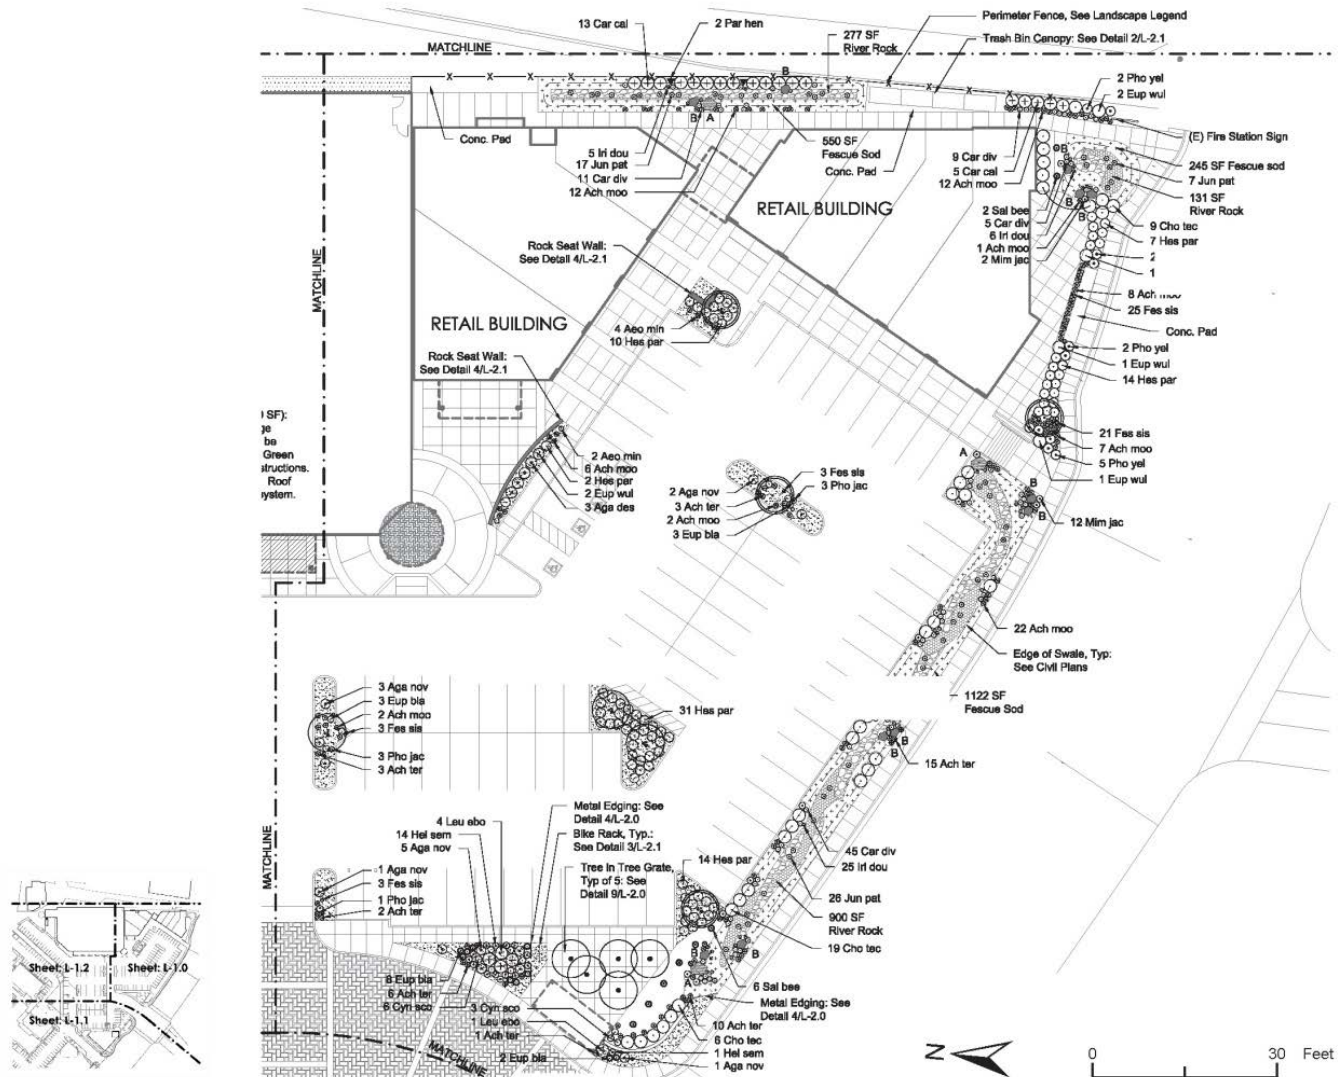 13 Car cal
2 Par hen
Perimeter Fence, See Landscape Legend
277 SF
River Rock
Trash Bin Canopy: See Detail 2/L-2.1
MATCHLINE
B
2 Pho yel
2 Eup wul
B A
A
(E) Fire Station Sign
Conc. Pad
5 Iri dou
17 Jun pat
11 Car div
12 Ach moo
550 SF
Fescue Sod
Conc. Pad
9 Car div
5 Car cal
12 Ach moo
B
B
245 SF Fescue sod
7 Jun pat
131 SF
River Rock
RETAIL BUILDING
2 Sal bee
5 Car div
6 Iri dou
1 Ach moo
2 Mim jac
B
B
9 Cho tec
7 Hes par
2
1
Rock Seat Wall:
See Detail 4/L-2.1
MATCHLINE
8 Ach moo
25 Fes sis
Conc. Pad
RETAIL BUILDING
4 Aeo min
10 Hes par
Rock Seat Wall:
See Detail 4/L-2.1
2 Pho yel
1 Eup wul
14 Hes par
SF):
be
Green
structions.
Roof
ystem.
21 Fes sis
7 Ach moo
5 Pho yel
1 Eup wul
2 Aeo min
6 Ach moo
2 Hes par
2 Eup wul
3 Aga des
A
3 Fes sis
3 Pho jac
2 Aga nov
3 Ach ter
2 Ach moo
3 Eup bla
B
B
12 Mim jac
22 Ach moo
Edge of Swale, Typ:
See Civil Plans
1122 SF
Fescue Sod
3 Aga nov
3 Eup bla
2 Ach moo
3 Fes sis
3 Pho jac
3 Ach ter
31 Hes par
B
B
15 Ach ter
MATCHLINE
4 Leu ebo
14 Hel sem
5 Aga nov
Metal Edging: See
Detail 4/L-2.0
Bike Rack, Typ.:
See Detail 3/L-2.1
Tree In Tree Grate,
Typ of 5: See
Detail 9/L-2.0
14 Hes par
45 Car div
25 Iri dou
26 Jun pat
900 SF
River Rock
19 Cho tec
1 Aga nov
3 Fes sis
1 Pho jac
2 Ach ter
B
B
A
8 Eup bla
6 Ach ter
6 Cyn sco
3 Cyn sco
1 Leu ebo
1 Ach ter
2 Eup bla
6 Sal bee
Metal Edging: See
Detail 4/L-2.0
10 Ach ter
6 Cho tec
1 Hel sem
1 Aga nov
MATCHLINE
Sheet: L-1.2
Sheet: L-1.0
Sheet: L-1.1
N
0 30 Feet